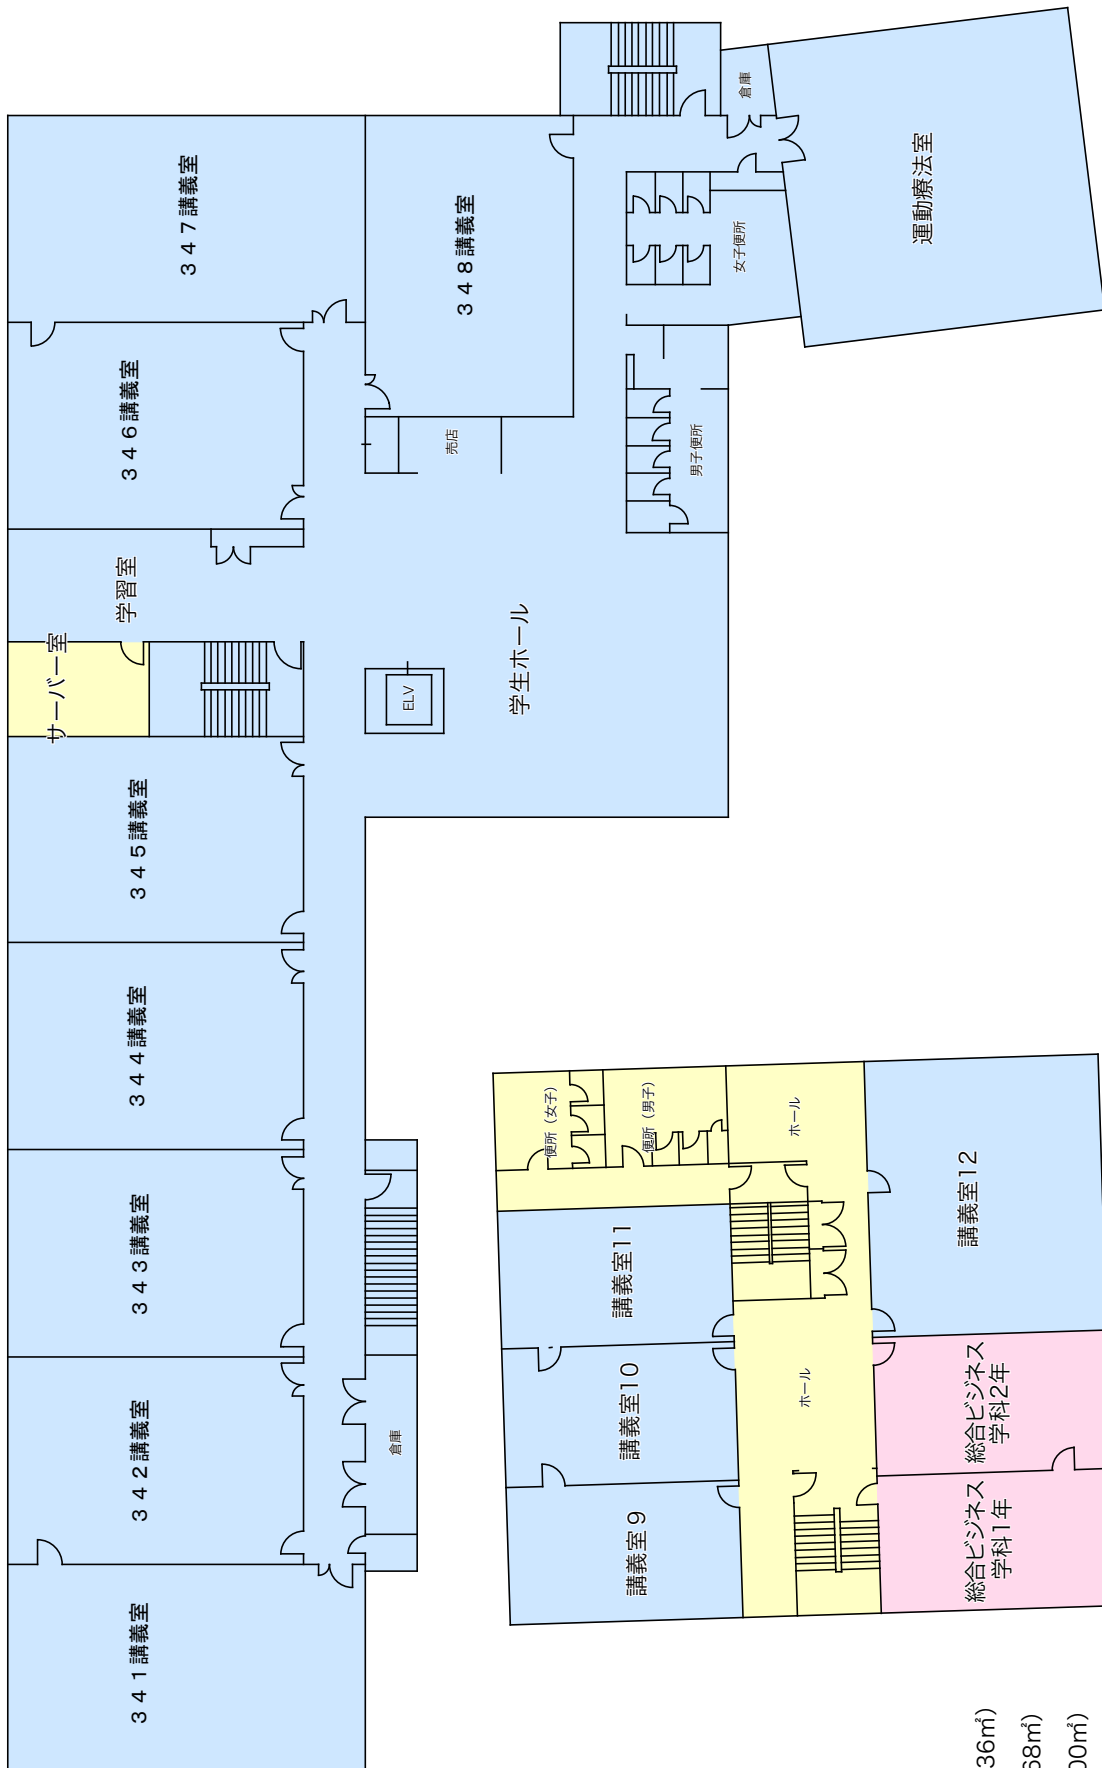 ３４１講義室
３４２講義室
３４３講義室
３４４講義室
３４５講義室
サーバー室
学習室
３４６講義室
３４７講義室
倉庫
ELV
売店
３４８講義室
学生ホール
男子便所
女子便所
倉庫
運動療法室
講義室９
講義室10
講義室11
便所（女子）
便所（男子）
ホール
ホール
総合ビジネス
学科1年
総合ビジネス
学科2年
講義室12
36㎡）
68㎡）
00㎡）